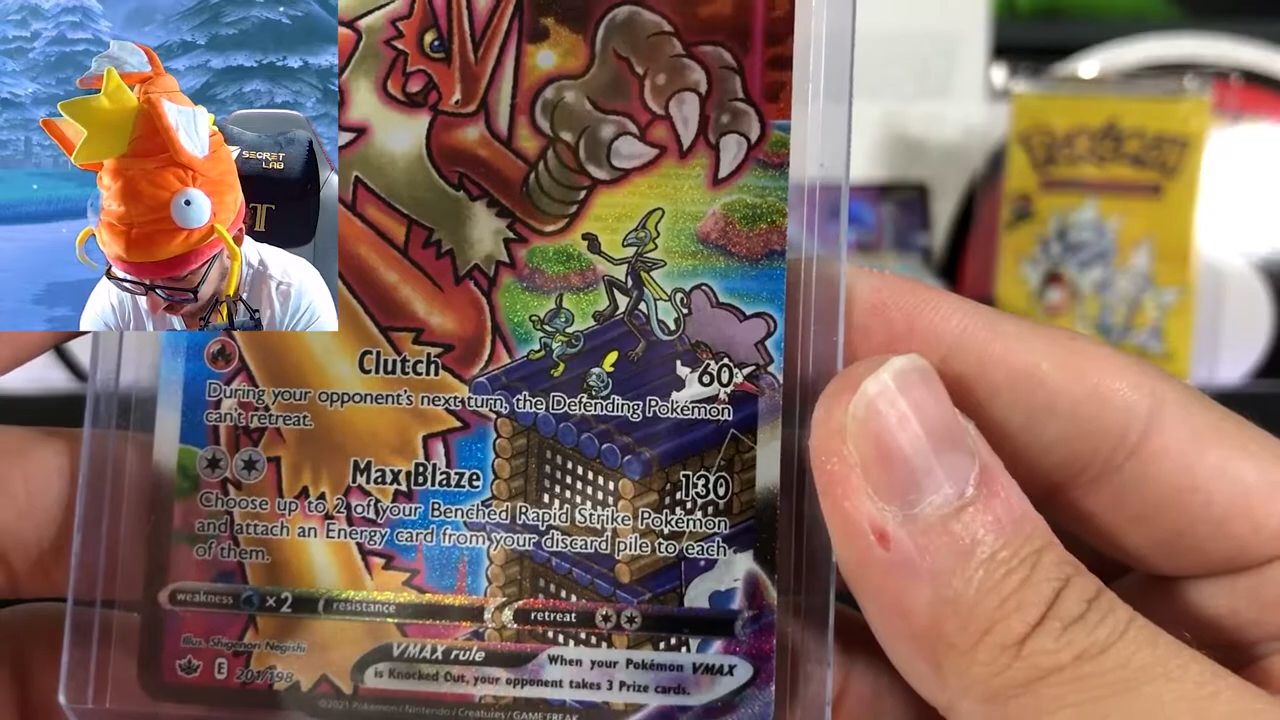 SECRET
LAB
Pokémon
Clutch
60
During your opponent's next turn, the Defending Pokémon
can't retreat.
Max Blaze
130
Choose up to 2 of your Benched Rapid Strike Pokémon
and attach an Energy card from your discard pile to each
of them.
weakness ×2 resistance retreat
Illus. Shigenori Negishi
VMAX rule
When your Pokémon VMAX
is Knocked Out, your opponent takes 3 Prize cards.
E 201/198
©2021 Pokémon / Nintendo / Creatures / GAME FREAK